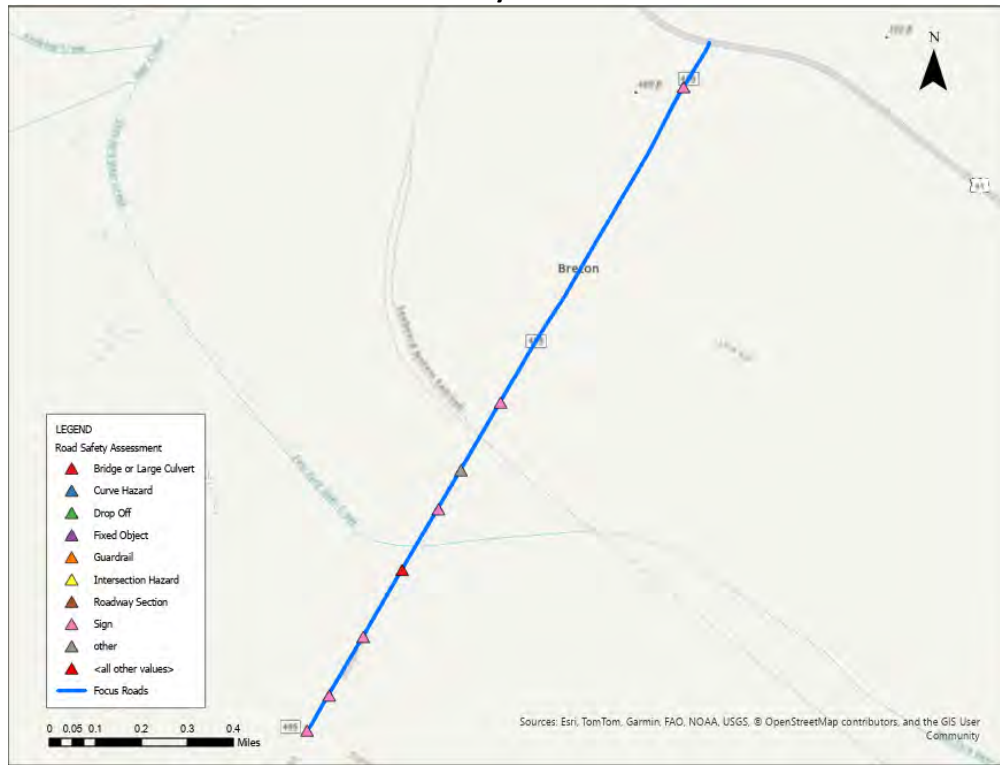 N
Breton
LEGEND
Road Safety Assessment
Bridge or Large Culvert
Curve Hazard
Drop Off
Fixed Object
Guardrail
Intersection Hazard
Roadway Section
Sign
other
<all other values>
Focus Roads
495
0 0.05 0.1 0.2 0.3 0.4
Miles
Sources: Esri, TomTom, Garmin, FAO, NOAA, USGS, © OpenStreetMap contributors, and the GIS User
Community